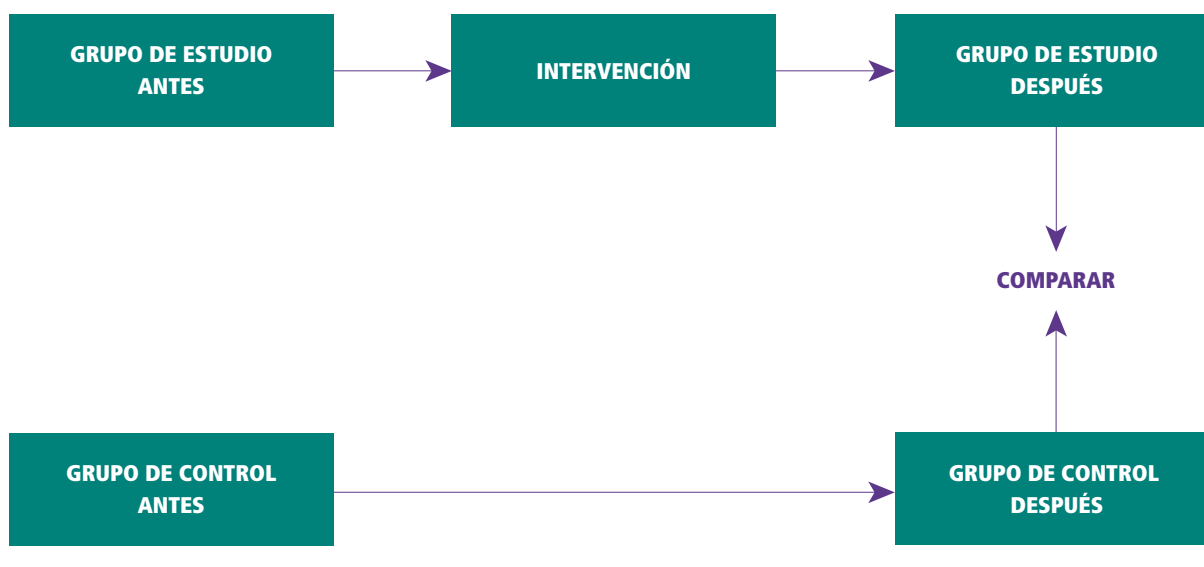 GRUPO DE ESTUDIO
ANTES
INTERVENCIÓN
GRUPO DE ESTUDIO
DESPUÉS
COMPARAR
GRUPO DE CONTROL
ANTES
GRUPO DE CONTROL
DESPUÉS